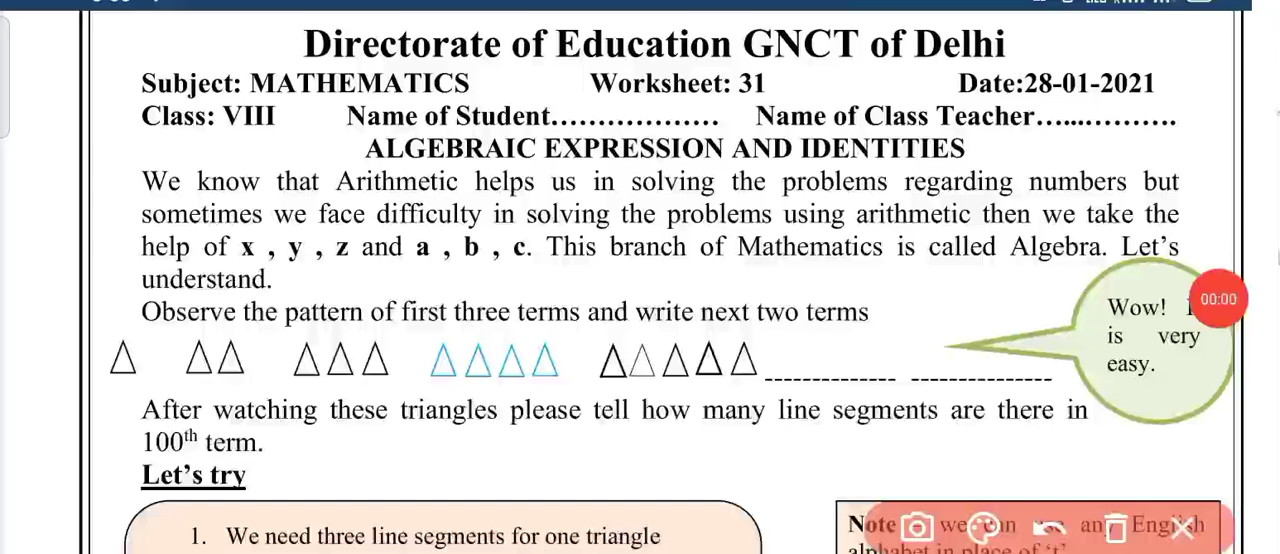 Directorate of Education GNCT of Delhi
Subject: MATHEMATICS Worksheet: 31 Date:28-01-2021
Class: VIII Name of Student.................. Name of Class Teacher...............
ALGEBRAIC EXPRESSION AND IDENTITIES
We know that Arithmetic helps us in solving the problems regarding numbers but
sometimes we face difficulty in solving the problems using arithmetic then we take the
help of x , y , z and a , b , c. This branch of Mathematics is called Algebra. Let's
understand.
Observe the pattern of first three terms and write next two terms
Wow!
is very
easy.
00:00
After watching these triangles please tell how many line segments are there in
100th term.
Let's try
1. We need three line segments for one triangle
Note we can use any English
alphabet in place of 't'